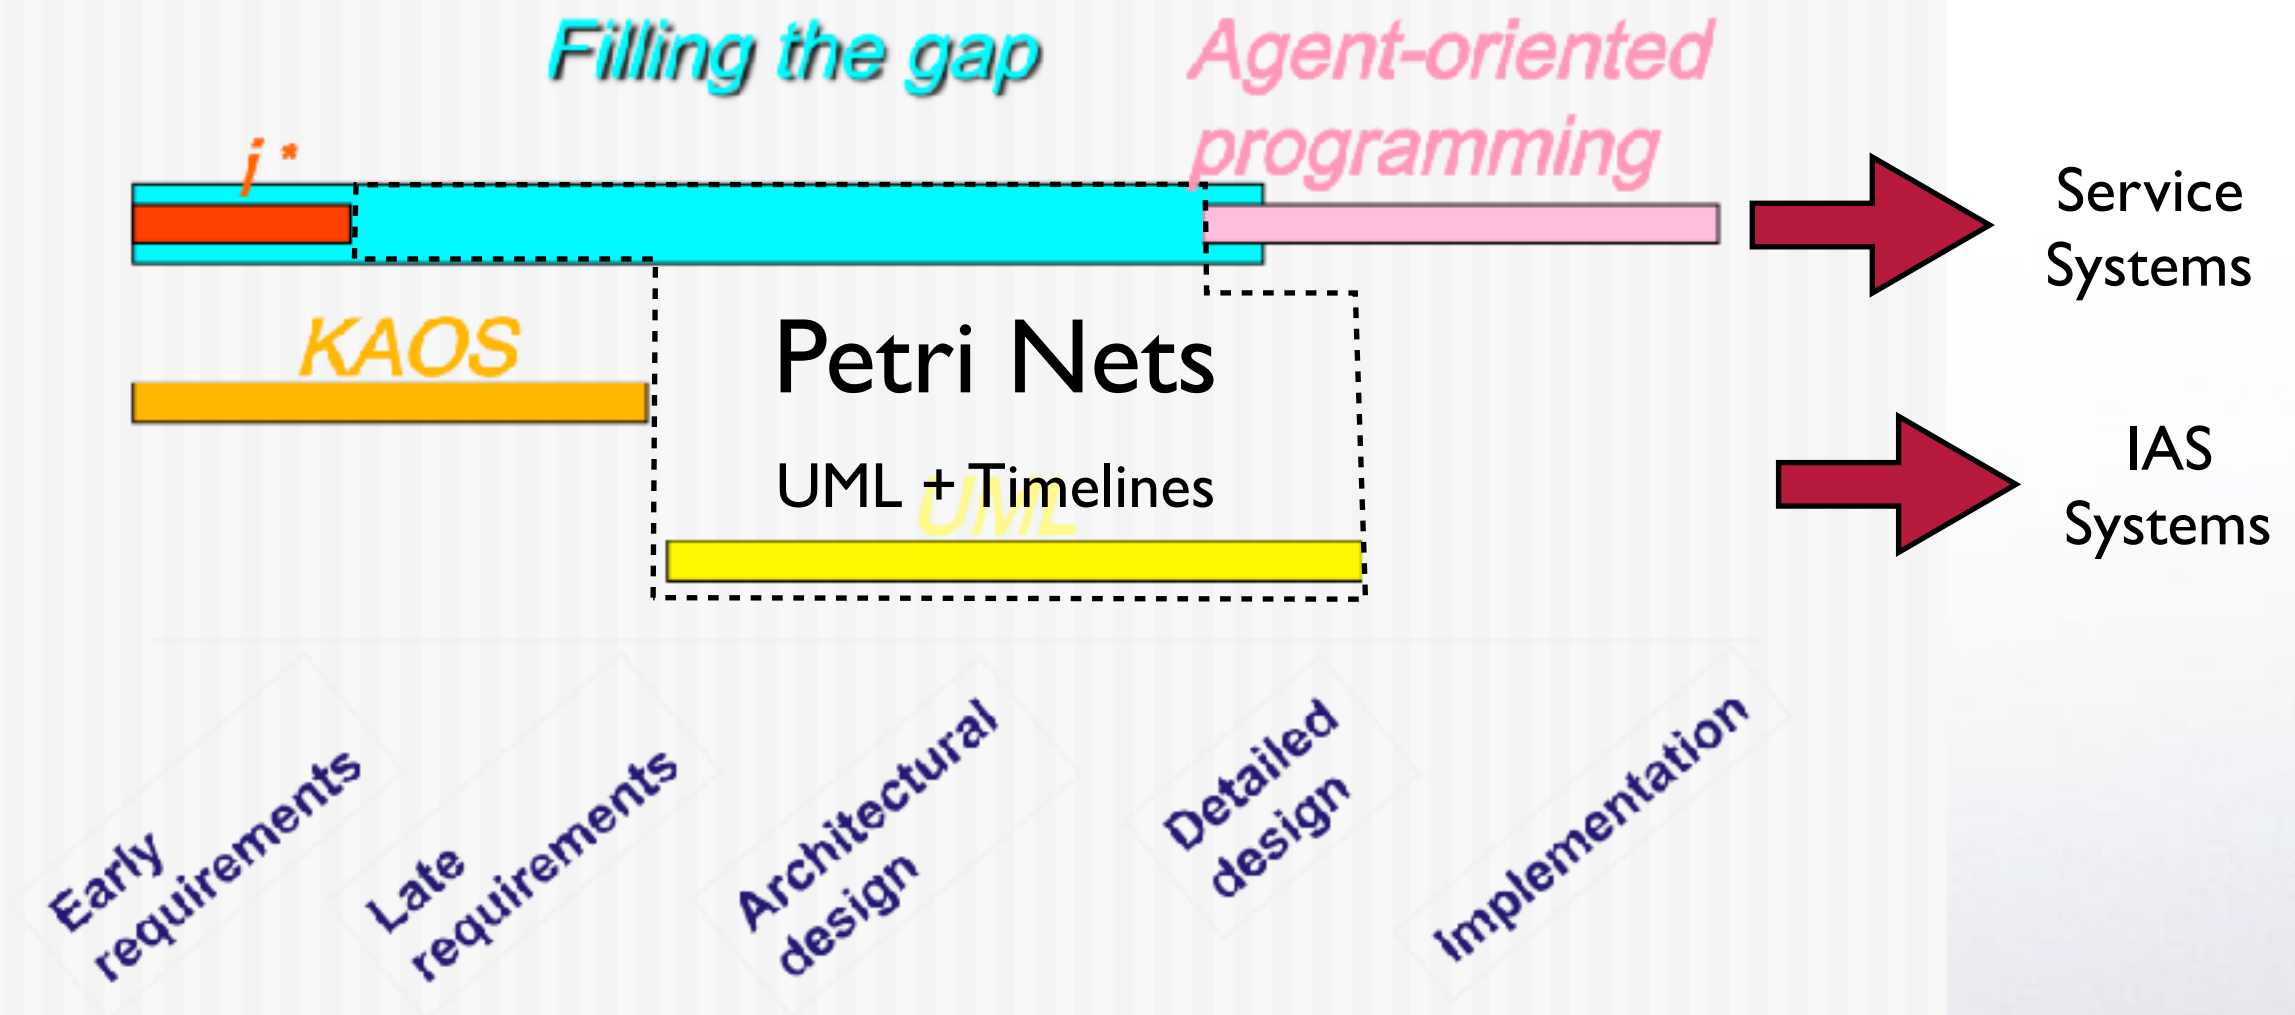 Filling the gap
Agent-oriented
programming
i *
Service
Systems
KAOS
Petri Nets
UML + Timelines
UML
IAS
Systems
Early
requirements
Late
requirements
Architectural
design
Detailed
design
Implementation